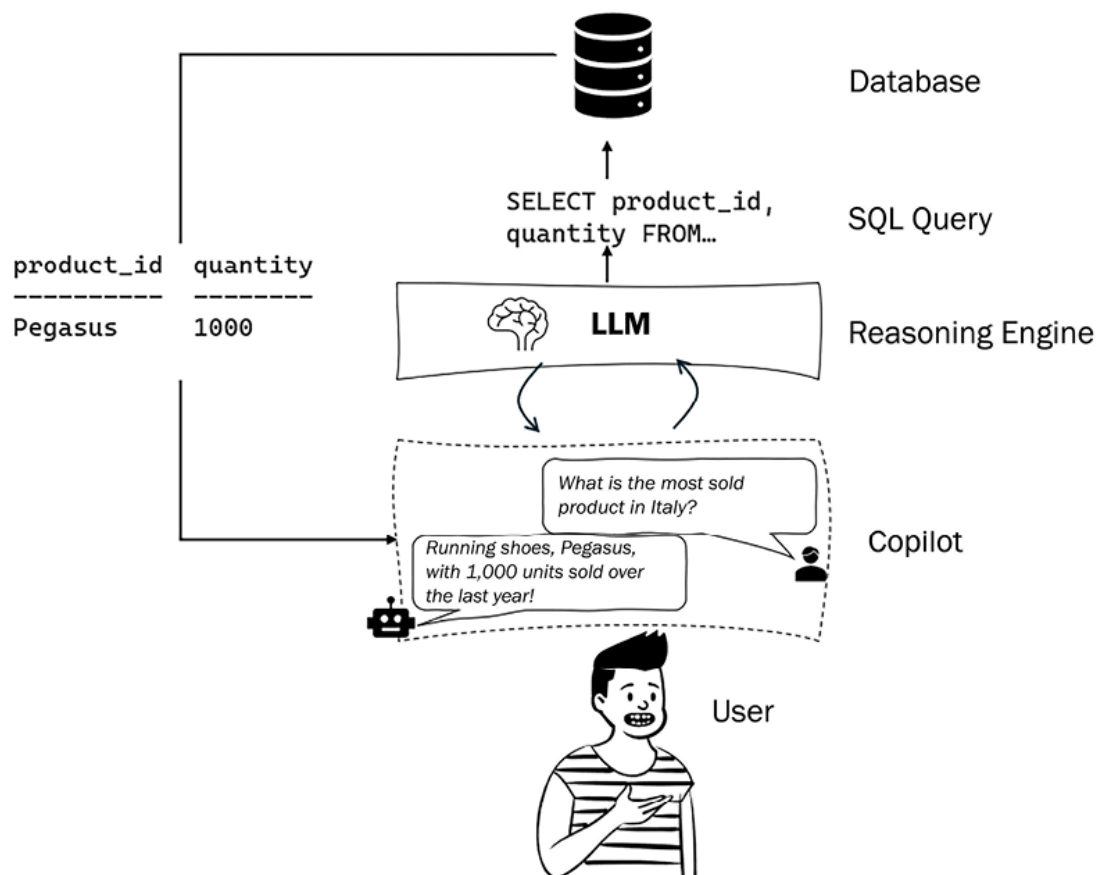 Database
SELECT product_id,
quantity FROM…
SQL Query
product_id quantity
---------- --------
Pegasus 1000
LLM
Reasoning Engine
What is the most sold
product in Italy?
Running shoes, Pegasus,
with 1,000 units sold over
the last year!
Copilot
User